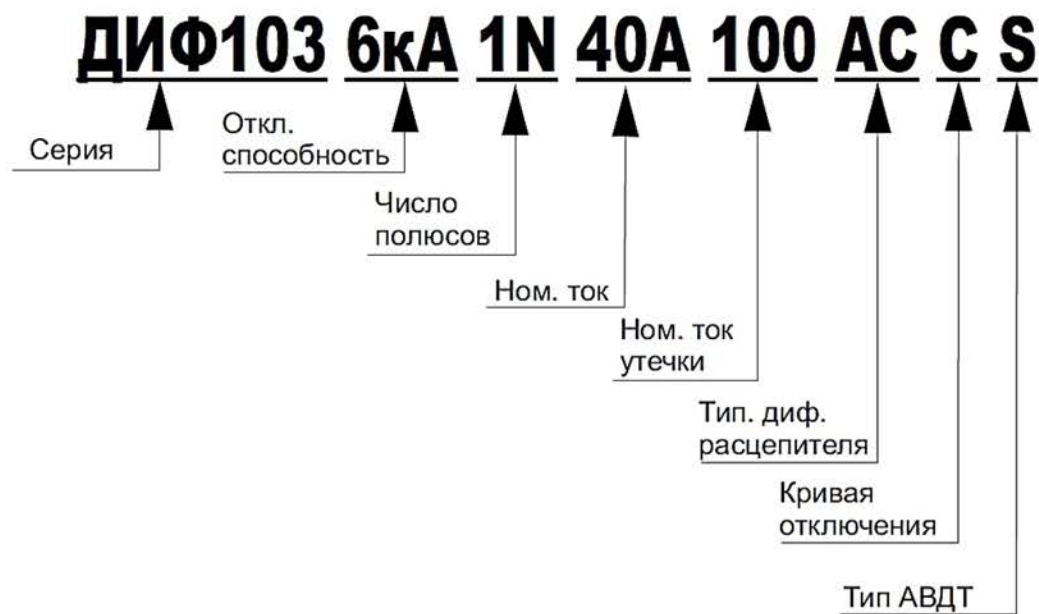 ДИФ103 6кА 1N 40А 100 АС С S
Серия
Откл.
способность
Число
полюсов
Ном. ток
Ном. ток
утечки
Тип. диф.
расцепителя
Кривая
отключения
Тип АВДТ